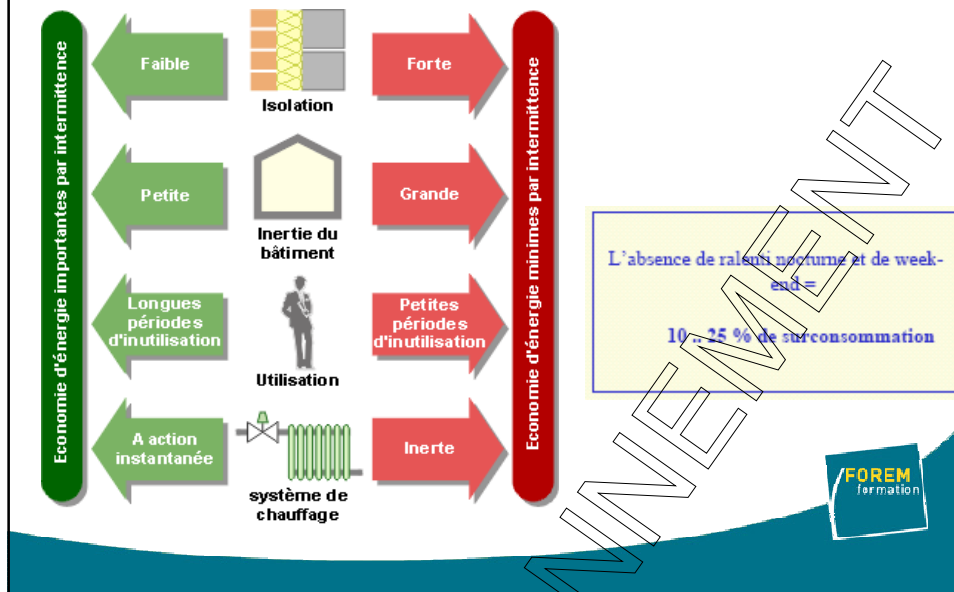 Economie d'énergie importantes par intermittence
Faible
Isolation
Forte
Petite
Inertie du
bâtiment
Grande
Longues
périodes
d'inutilisation
Utilisation
Petites
périodes
d'inutilisation
A action
instantanée
système de
chauffage
Inerte
Economie d'énergie minimes par intermittence
L'absence de ralenti nocturne et de week-
end =
10 .. 25 % de surconsommation
FOREM
formation
NNEMENT